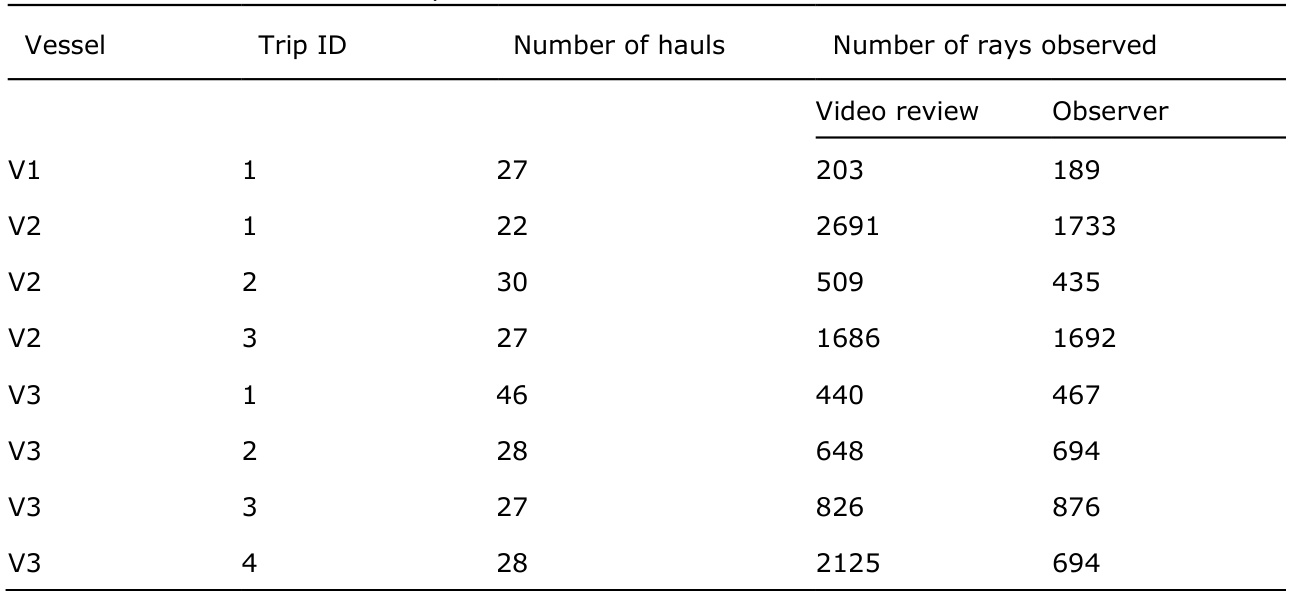 Vessel Trip ID Number of hauls Number of rays observed
Video review Observer
V1 1 27 203 189
V2 1 22 2691 1733
V2 2 30 509 435
V2 3 27 1686 1692
V3 1 46 440 467
V3 2 28 648 694
V3 3 27 826 876
V3 4 28 2125 694